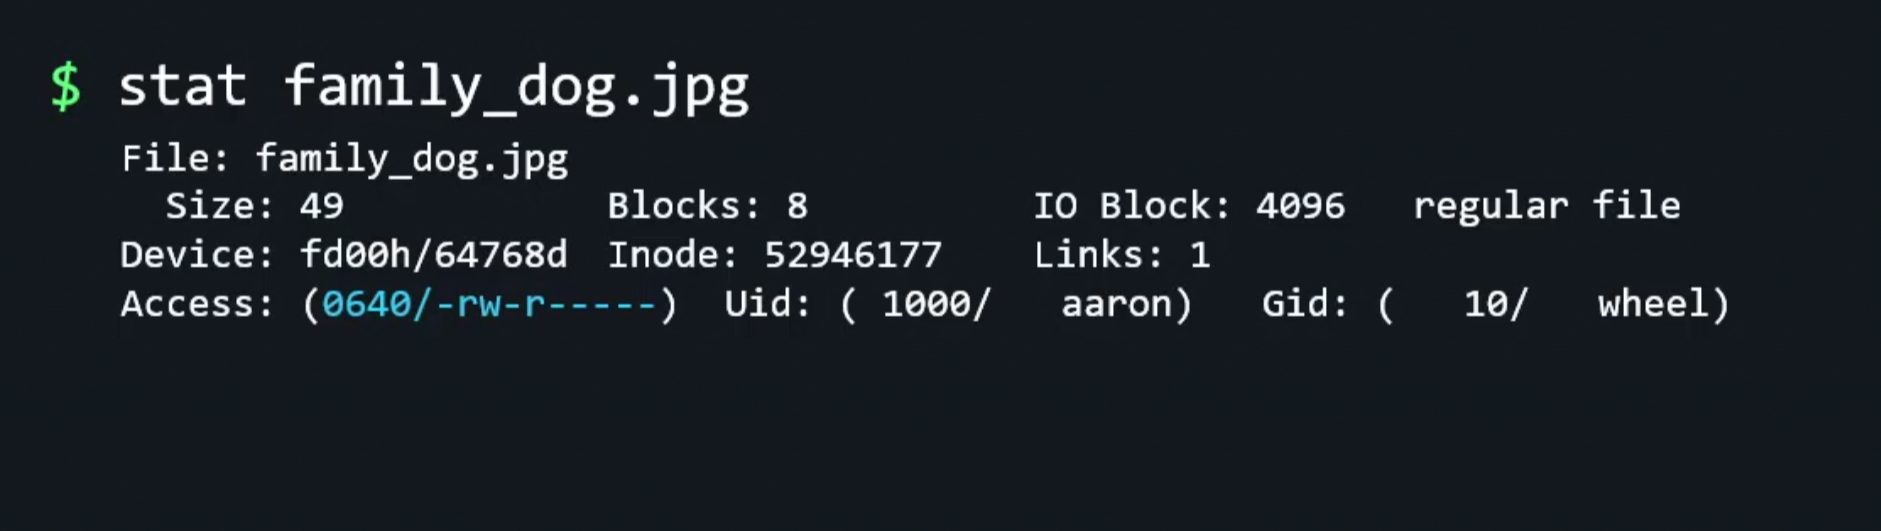 $ stat family_dog.jpg
File: family_dog.jpg
Size: 49 Blocks: 8 IO Block: 4096 regular file
Device: fd00h/64768d Inode: 52946177 Links: 1
Access: (0640/-rw-r-----) Uid: ( 1000/ aaron) Gid: ( 10/ wheel)